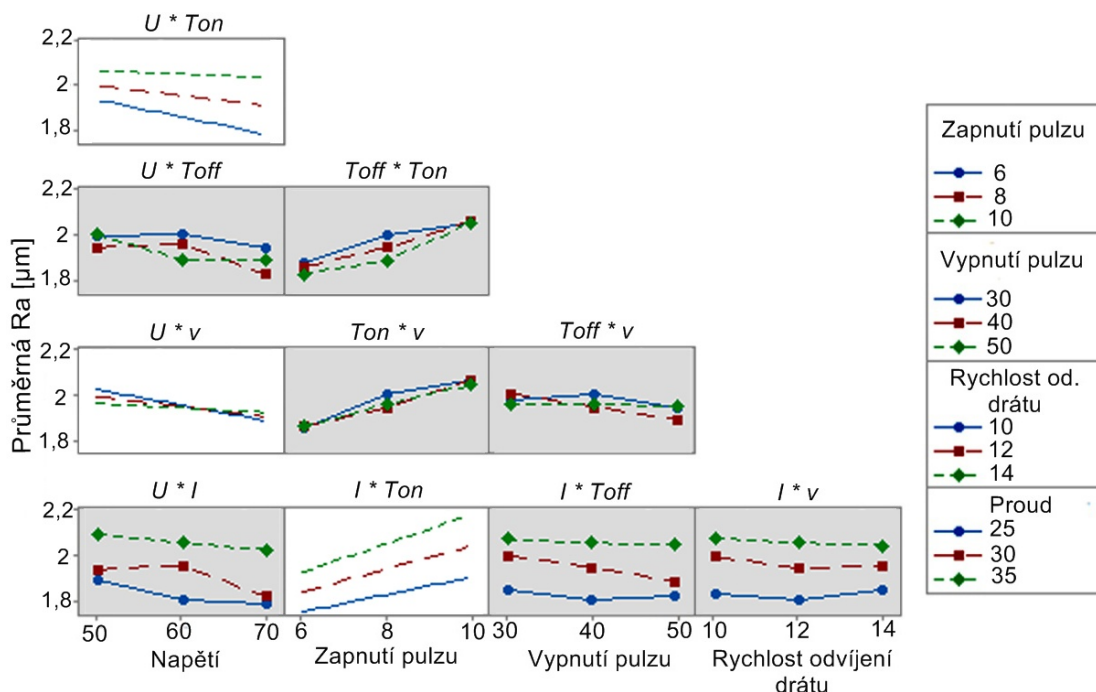 U * Ton
2,2
2
1,8
U * Toff
Toff * Ton
2,2
2
1,8
Průměrná Ra [µm]
U * v
Ton * v
Toff * v
2,2
2
1,8
U * I
I * Ton
I * Toff
I * v
2,2
2
1,8
50 60 70
6 8 10
30 40 50
10 12 14
Napětí
Zapnutí pulzu
Vypnutí pulzu
Rychlost odvíjení
drátu
Zapnutí pulzu
6
8
10
Vypnutí pulzu
30
40
50
Rychlost od.
drátu
10
12
14
Proud
25
30
35